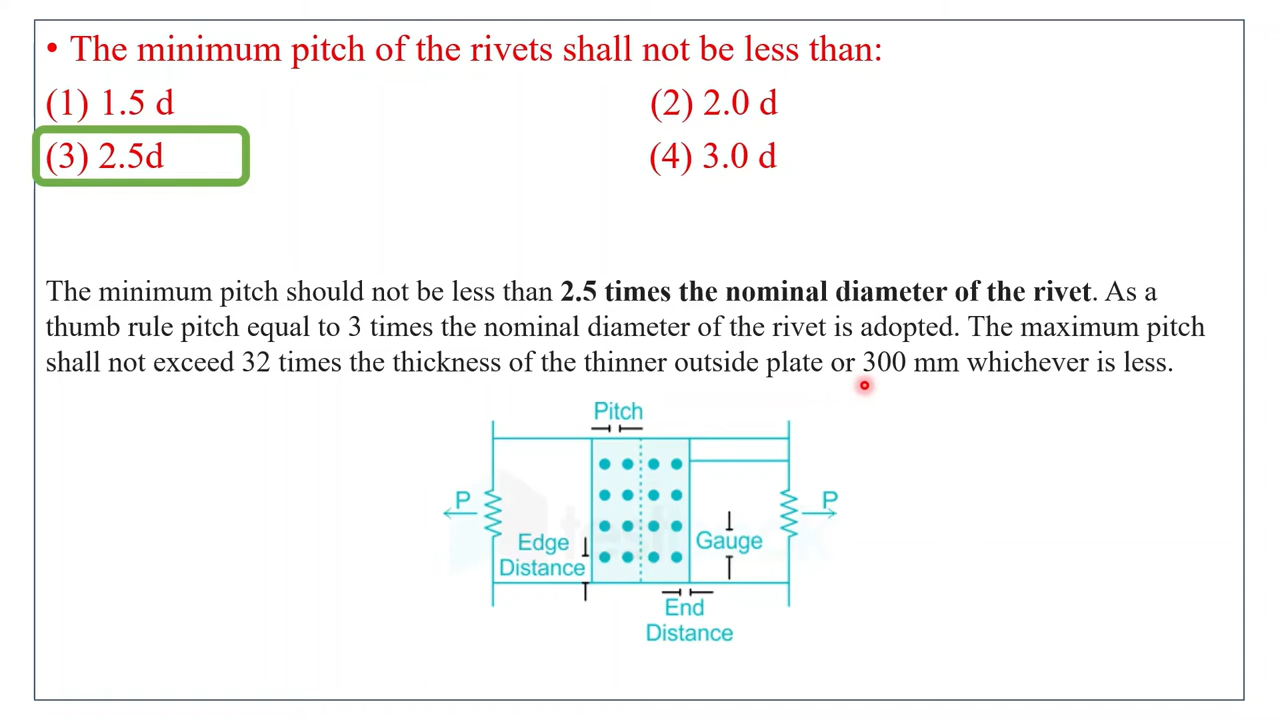 • The minimum pitch of the rivets shall not be less than:
(1) 1.5 d (2) 2.0 d
(3) 2.5d (4) 3.0 d
The minimum pitch should not be less than 2.5 times the nominal diameter of the rivet. As a
thumb rule pitch equal to 3 times the nominal diameter of the rivet is adopted. The maximum pitch
shall not exceed 32 times the thickness of the thinner outside plate or 300 mm whichever is less.
Pitch
P P
Edge
Distance
Gauge
End
Distance